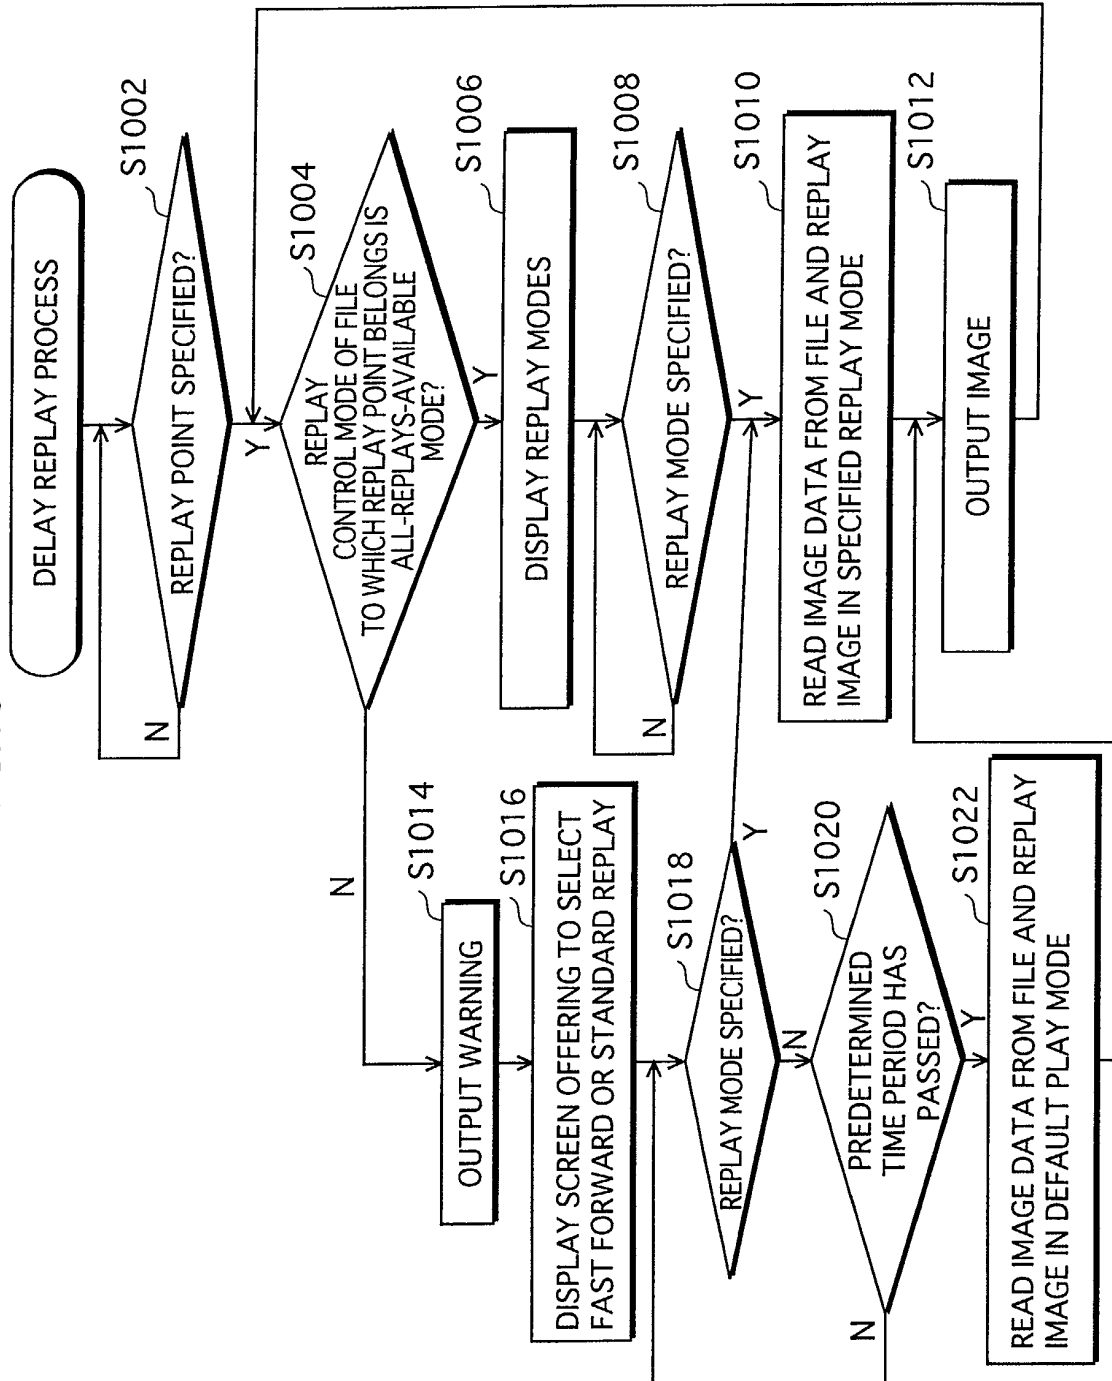 DELAY REPLAY PROCESS
S1002
REPLAY POINT SPECIFIED?
N
Y
S1004
REPLAY
CONTROL MODE OF FILE
TO WHICH REPLAY POINT BELONGS IS
ALL-REPLAYS-AVAILABLE
MODE?
N
Y
S1006
DISPLAY REPLAY MODES
S1008
REPLAY MODE SPECIFIED?
N
Y
S1010
READ IMAGE DATA FROM FILE AND REPLAY
IMAGE IN SPECIFIED REPLAY MODE
S1012
OUTPUT IMAGE
S1014
OUTPUT WARNING
S1016
DISPLAY SCREEN OFFERING TO SELECT
FAST FORWARD OR STANDARD REPLAY
S1018
REPLAY MODE SPECIFIED?
Y
N
S1020
PREDETERMINED
TIME PERIOD HAS
PASSED?
N
Y
S1022
READ IMAGE DATA FROM FILE AND REPLAY
IMAGE IN DEFAULT PLAY MODE